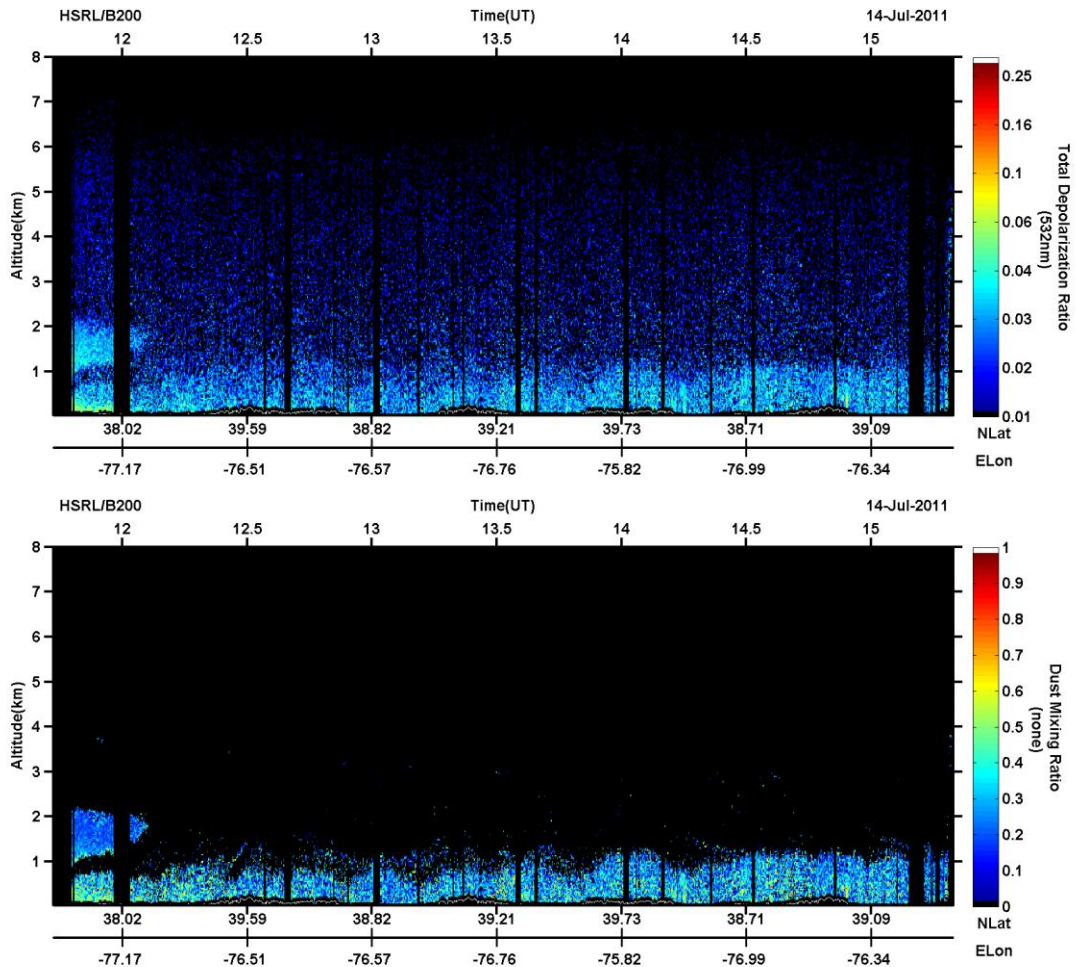 HSRL/B200 Time(UT) 14-Jul-2011
12 12.5 13 13.5 14 14.5 15
8
7
6
5
4
3
2
1
Altitude(km)
0.25
0.16
0.1
0.06
0.04
0.03
0.02
0.01
Total Depolarization Ratio
(532nm)
38.02 39.59 38.82 39.21 39.73 38.71 39.09 NLat
-77.17 -76.51 -76.57 -76.76 -75.82 -76.99 -76.34 ELon
HSRL/B200 Time(UT) 14-Jul-2011
12 12.5 13 13.5 14 14.5 15
8
7
6
5
4
3
2
1
Altitude(km)
1
0.9
0.8
0.7
0.6
0.5
0.4
0.3
0.2
0.1
0
Dust Mixing Ratio
(none)
38.02 39.59 38.82 39.21 39.73 38.71 39.09 NLat
-77.17 -76.51 -76.57 -76.76 -75.82 -76.99 -76.34 ELon